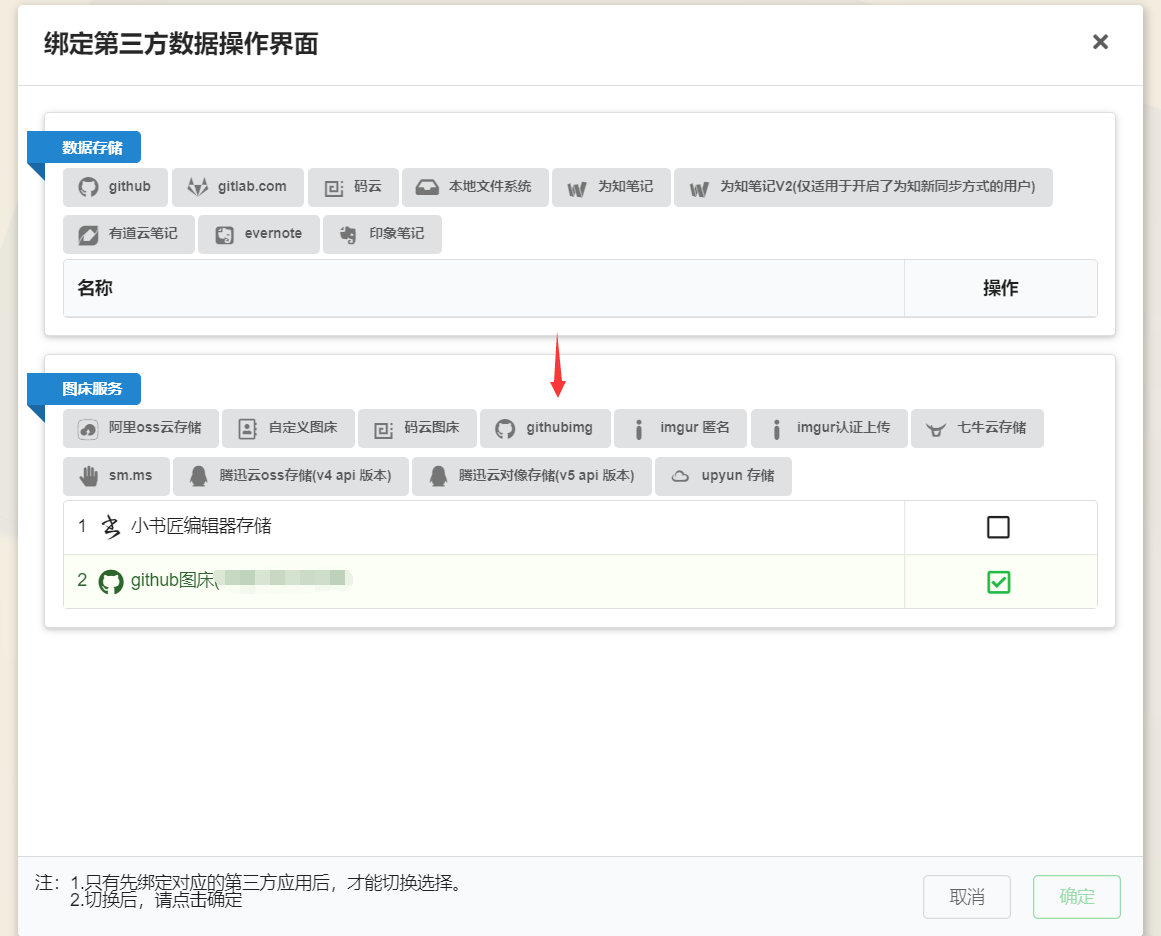 绑定第三方数据操作界面
数据存储
github gitlab.com 码云 本地文件系统 为知笔记 为知笔记V2(仅适用于开启了为知新同步方式的用户)
有道云笔记 evernote 印象笔记
名称 操作
图床服务
阿里oss云存储 自定义图床 码云图床 githubimg imgur 匿名 imgur认证上传 七牛云存储
sm.ms 腾迅云oss存储(v4 api 版本) 腾迅云对像存储(v5 api 版本) upyun 存储
1 小书匠编辑器存储
2 github图床(
注：1.只有先绑定对应的第三方应用后，才能切换选择。
2.切换后，请点击确定
取消 确定